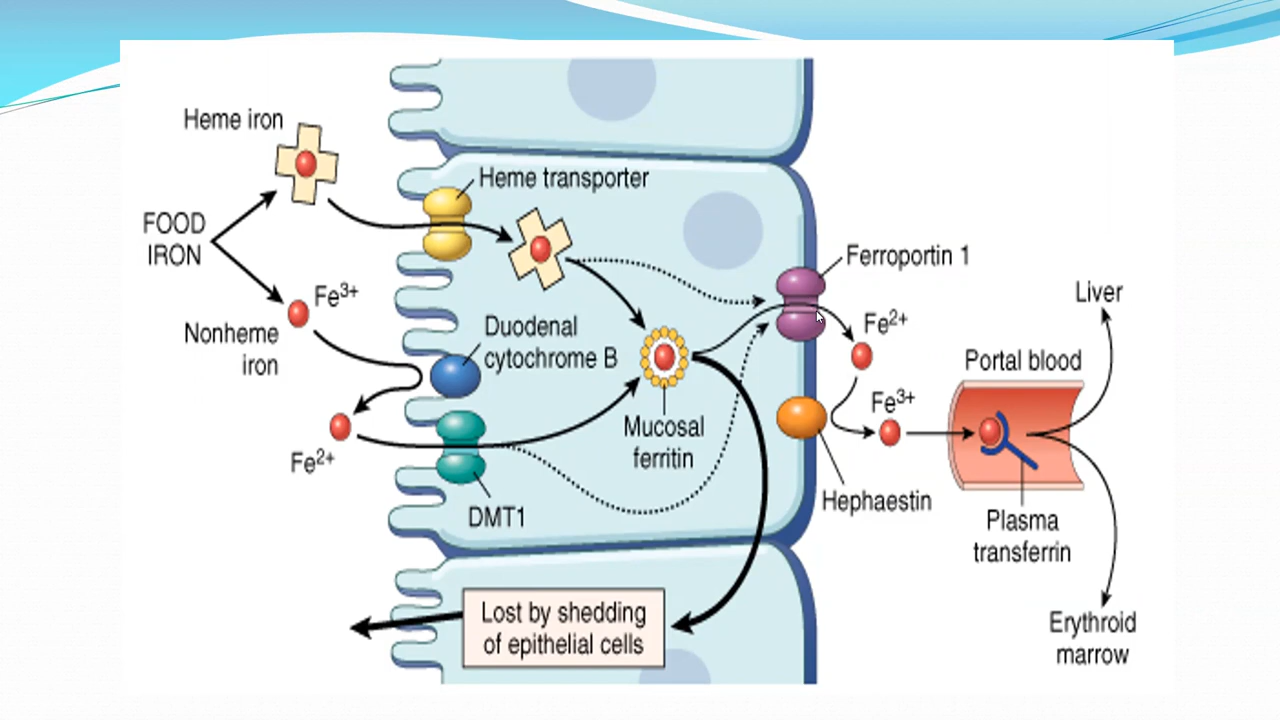 Heme iron
FOOD
IRON
Fe3+
Nonheme
iron
Fe2+
Heme transporter
Duodenal
cytochrome B
Mucosal
ferritin
DMT1
Lost by shedding
of epithelial cells
Ferroportin 1
Fe2+
Fe3+
Hephaestin
Portal blood
Plasma
transferrin
Liver
Erythroid
marrow